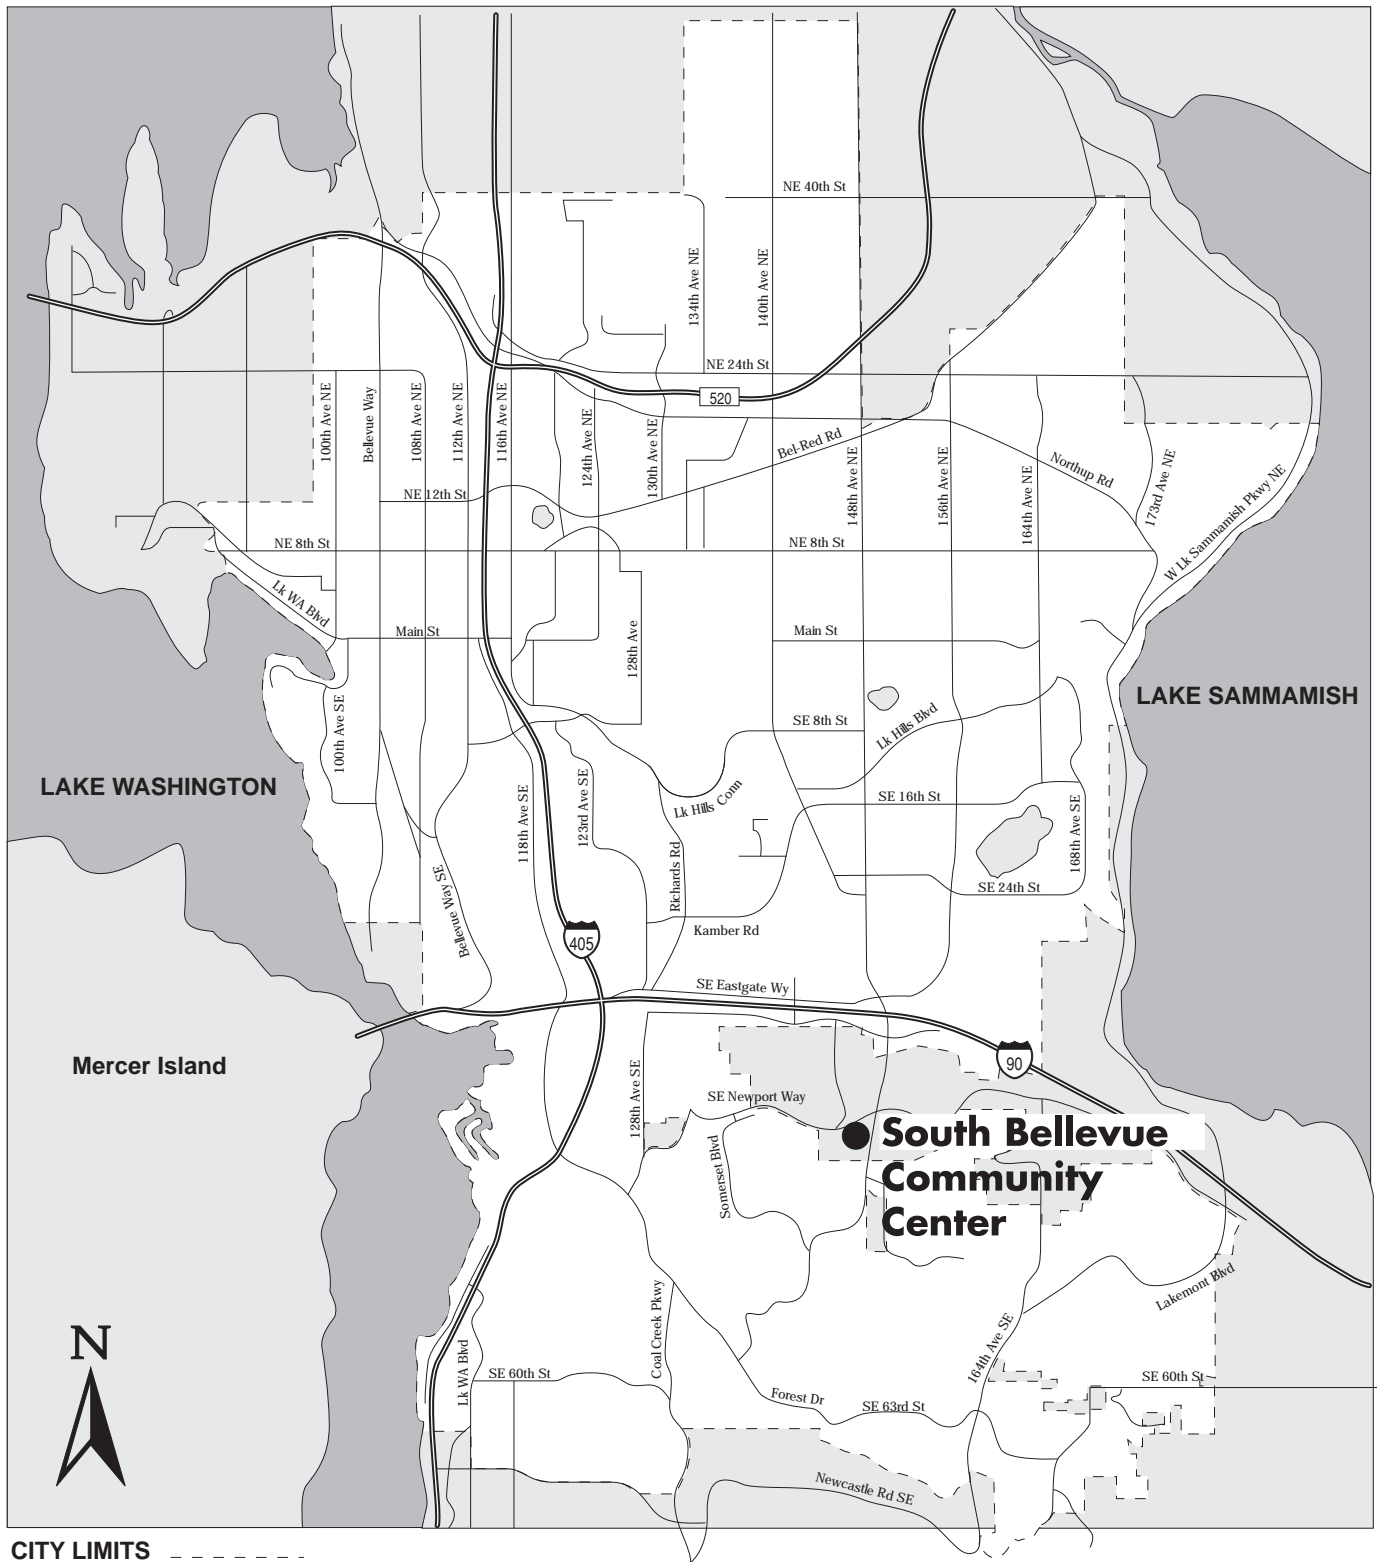 NE 40th St
134th Ave NE
140th Ave NE
NE 24th St
520
100th Ave NE
Bellevue Way
108th Ave NE
112th Ave NE
116th Ave NE
124th Ave NE
130th Ave NE
Bel-Red Rd
148th Ave NE
156th Ave NE
164th Ave NE
Northup Rd
173rd Ave NE
W Lk Sammamish Pkwy NE
NE 12th St
NE 8th St
NE 8th St
Lk WA Blvd
Main St
128th Ave
Main St
LAKE SAMMAMISH
100th Ave SE
SE 8th St
Lk Hills Blvd
LAKE WASHINGTON
118th Ave SE
123rd Ave SE
Lk Hills Conn
SE 16th St
168th Ave SE
Richards Rd
SE 24th St
Bellevue Way SE
Kamber Rd
405
SE Eastgate Wy
Mercer Island
90
128th Ave SE
SE Newport Way
Somerset Blvd
South Bellevue
Community
Center
Lakemont Blvd
Coal Creek Pkwy
164th Ave SE
N
Lk WA Blvd
SE 60th St
SE 60th St
Forest Dr
SE 63rd St
Newcastle Rd SE
CITY LIMITS